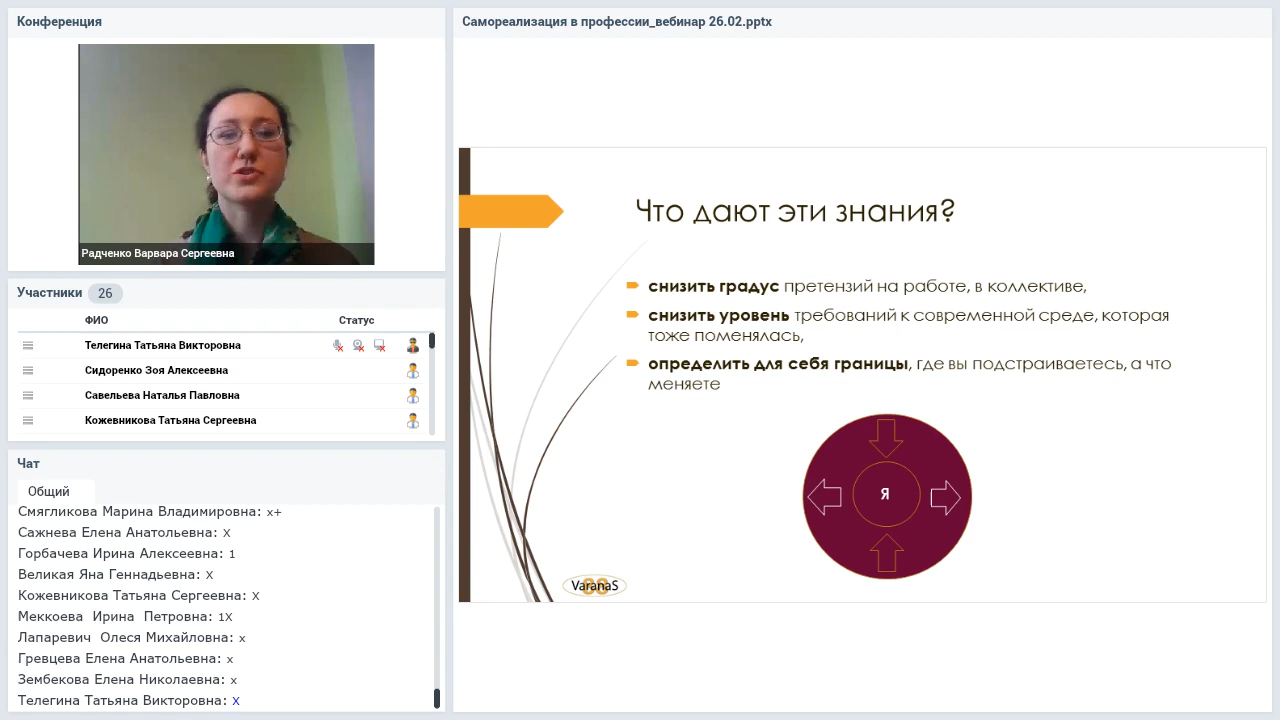 Конференция
Радченко Варвара Сергеевна
Участники 26
ФИО Статус
Телегина Татьяна Викторовна
Сидоренко Зоя Алексеевна
Савельева Наталья Павловна
Кожевникова Татьяна Сергеевна
Чат
Общий
Смягликова Марина Владимировна: x+
Сажнева Елена Анатольевна: X
Горбачева Ирина Алексеевна: 1
Великая Яна Геннадьевна: X
Кожевникова Татьяна Сергеевна: X
Меккоева Ирина Петровна: 1X
Лапаревич Олеся Михайловна: x
Гревцева Елена Анатольевна: x
Зембекова Елена Николаевна: x
Телегина Татьяна Викторовна: X
Самореализация в профессии_вебинар 26.02.pptx
Что дают эти знания?
снизить градус претензий на работе, в коллективе,
снизить уровень требований к современной среде, которая
тоже поменялась,
определить для себя границы, где вы подстраиваетесь, а что
меняете
Я
VaranaS